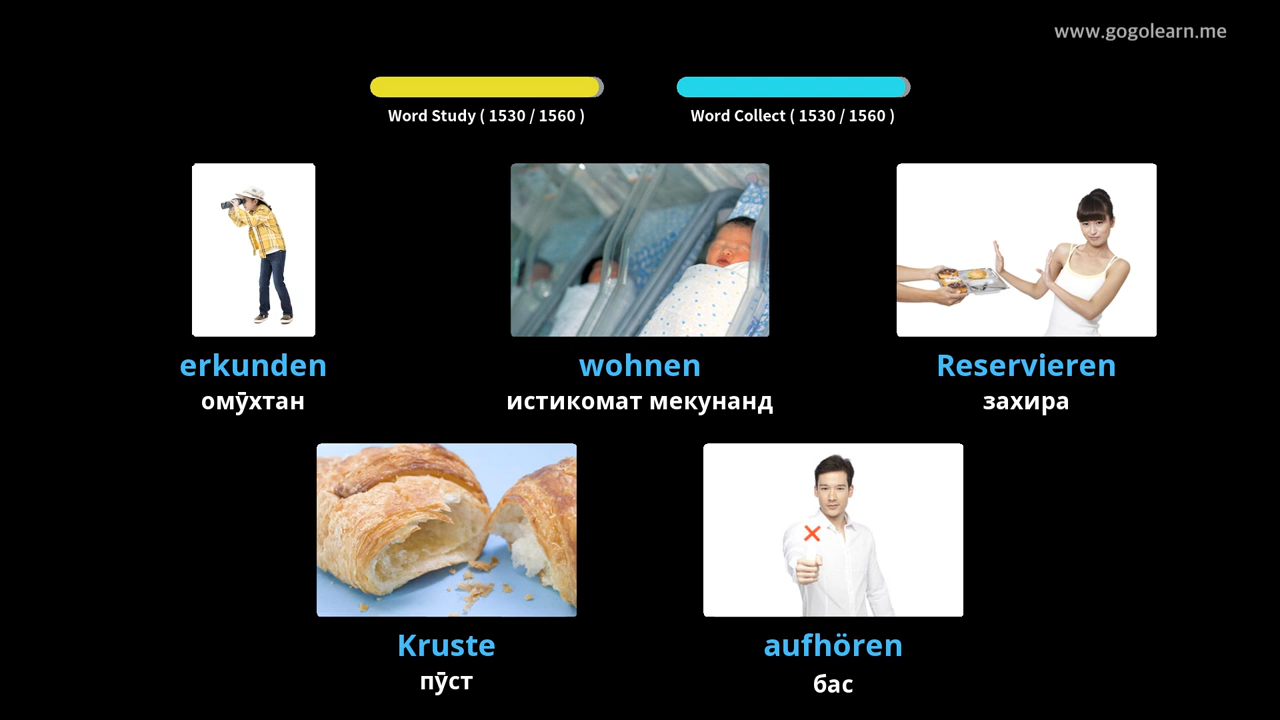 www.gogolearn.me
Word Study ( 1530 / 1560 )
Word Collect ( 1530 / 1560 )
erkunden
омӯхтан
wohnen
истикомат мекунанд
Reservieren
захира
Kruste
пӯст
aufhören
бас